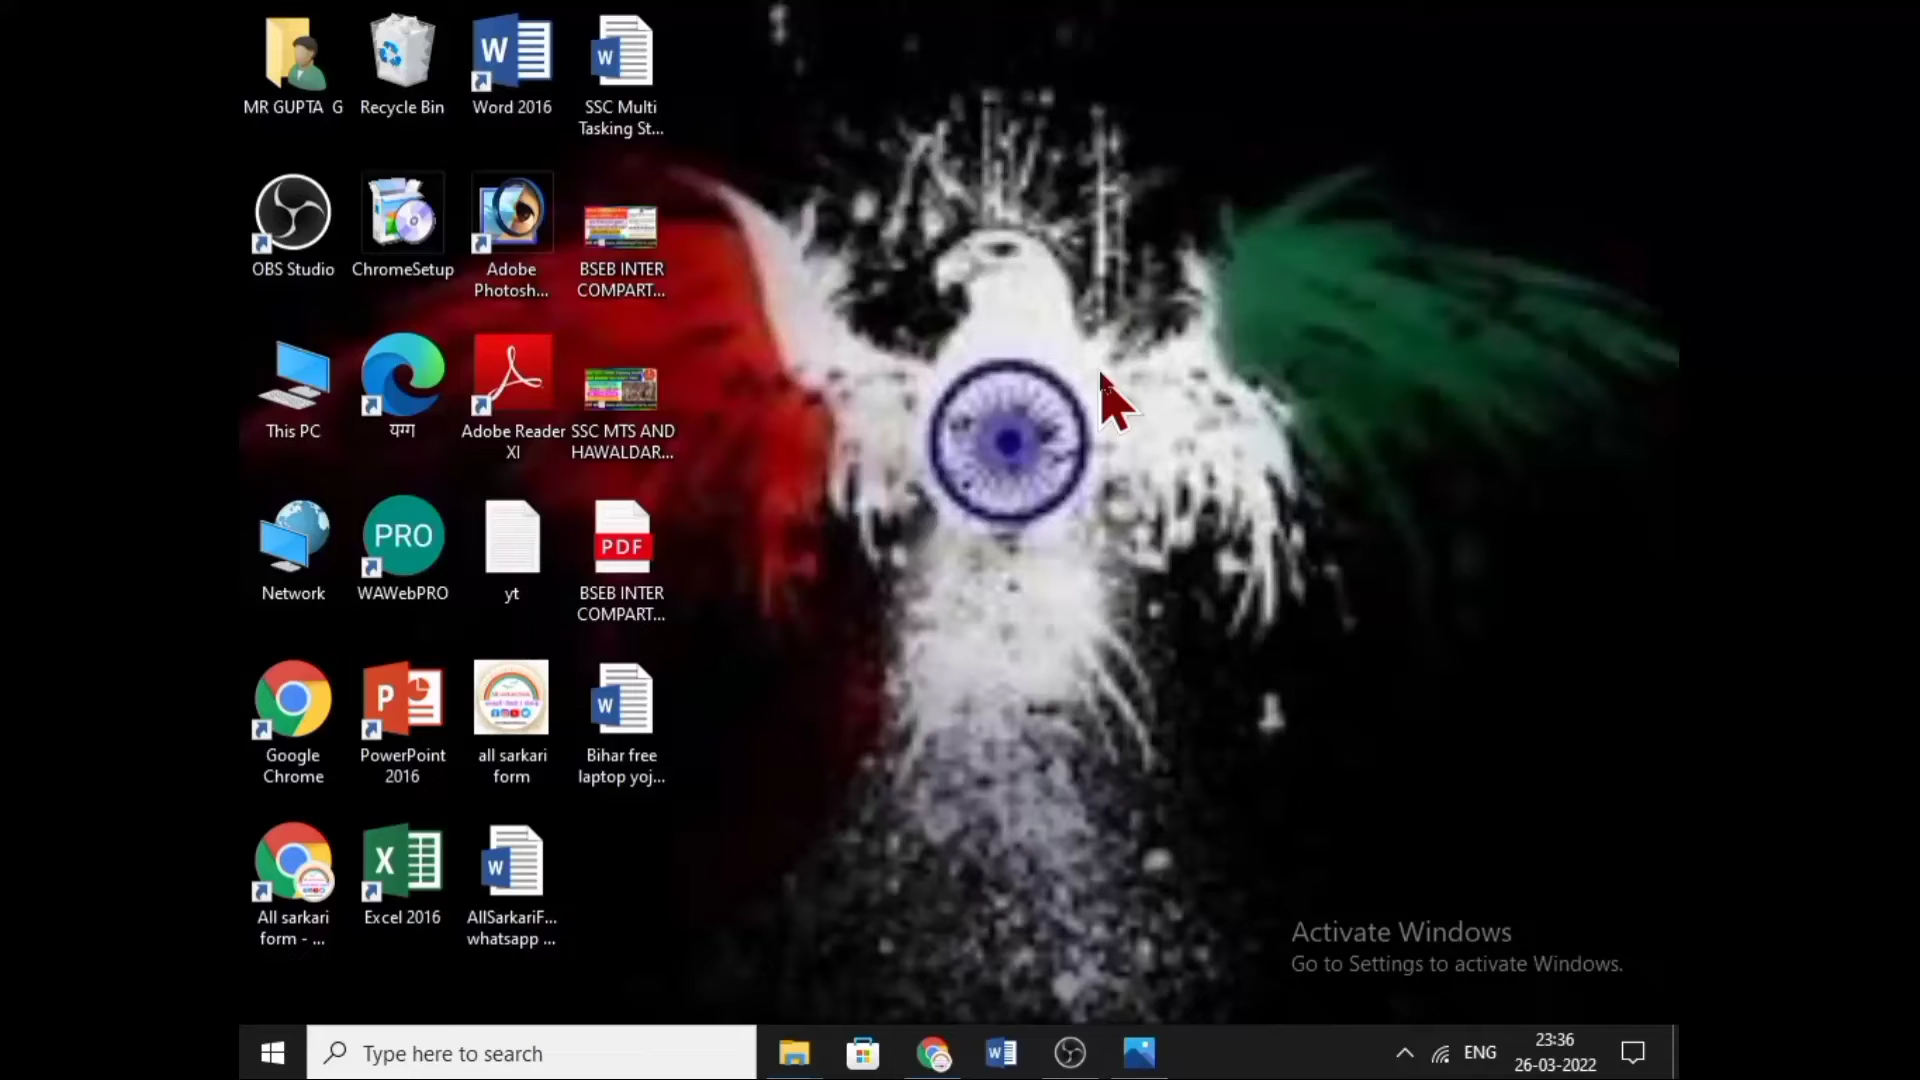 MR GUPTA G
Recycle Bin
Word 2016
SSC Multi
Tasking St...
OBS Studio
ChromeSetup
Adobe
Photosh...
BSEB INTER
COMPART...
This PC
यग्ग
Adobe Reader
XI
SSC MTS AND
HAWALDAR...
Network
PRO
WAWebPRO
yt
PDF
BSEB INTER
COMPART...
Google
Chrome
PowerPoint
2016
all sarkari
form
Bihar free
laptop yoj...
All sarkari
form - ...
Excel 2016
AllSarkariF...
whatsapp ...
Activate Windows
Go to Settings to activate Windows.
Type here to search
ENG
23:36
26-03-2022